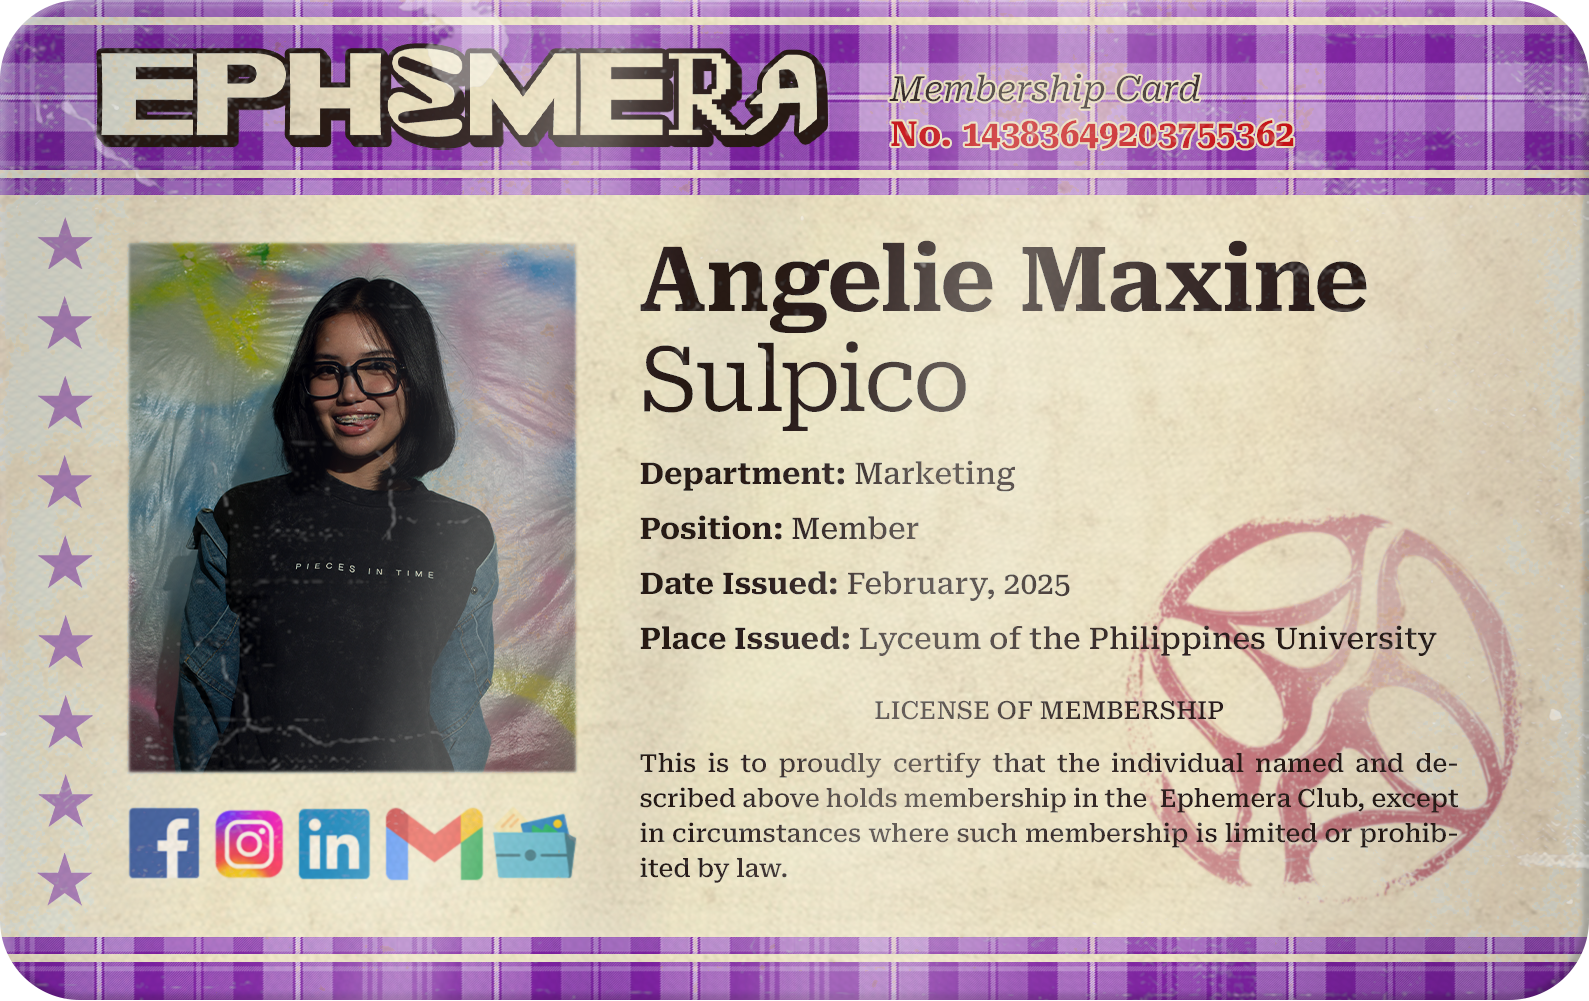 EPHEMERA
Membership Card
No. 14383649203755362
Angelie Maxine
Sulpico
Department: Marketing
Position: Member
Date Issued: February, 2025
Place Issued: Lyceum of the Philippines University
PIECES IN TIME
LICENSE OF MEMBERSHIP
This is to proudly certify that the individual named and de-
scribed above holds membership in the Ephemera Club, except
in circumstances where such membership is limited or prohib-
ited by law.
f
in